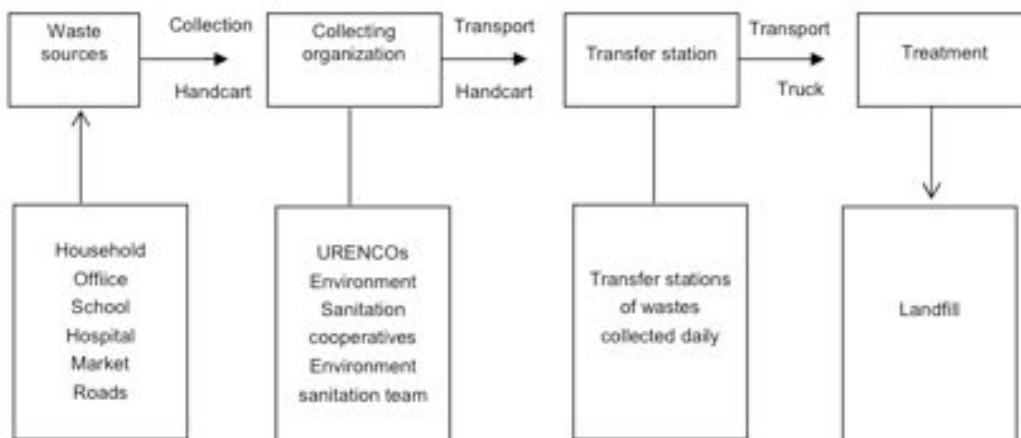 Waste
sources
Collection
Handcart
Collecting
organization
Transport
Handcart
Transfer station
Transport
Truck
Treatment
Household
Offiice
School
Hospital
Market
Roads
URENCOs
Environment
Sanitation
cooperatives
Environment
sanitation team
Transfer stations
of wastes
collected daily
Landfill